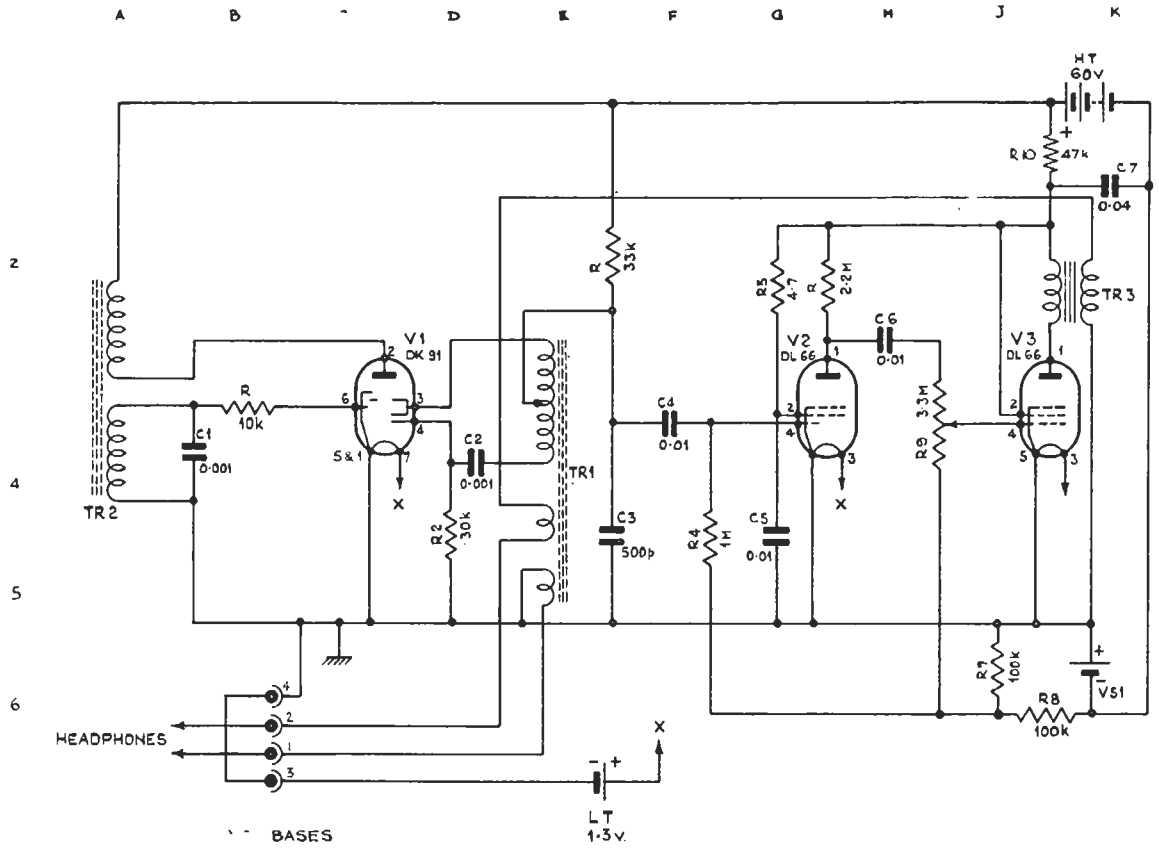 A B D E F G H J K
HT
60V
+
R10 47k
C7
0.04
2
R 33k
R5 4.7
R 2.2M
TR3
V1
DK 91
2
C6
0.01
V2
DL 66
1
V3
DL 66
1
R
10k
6 3
4
C4
0.01
2
4
R9 3.3M
2
4
C1
0.001
5&1 7
C2
0.001
TR1
3
5 3
4
TR2
X
X
R2 30k
C3
500p
R4 1M
C5
0.01
5
R7 100k
+
- VS1
6
4
2
R8
100k
HEADPHONES
1
3
X
- +
LT
1.3V.
BASES